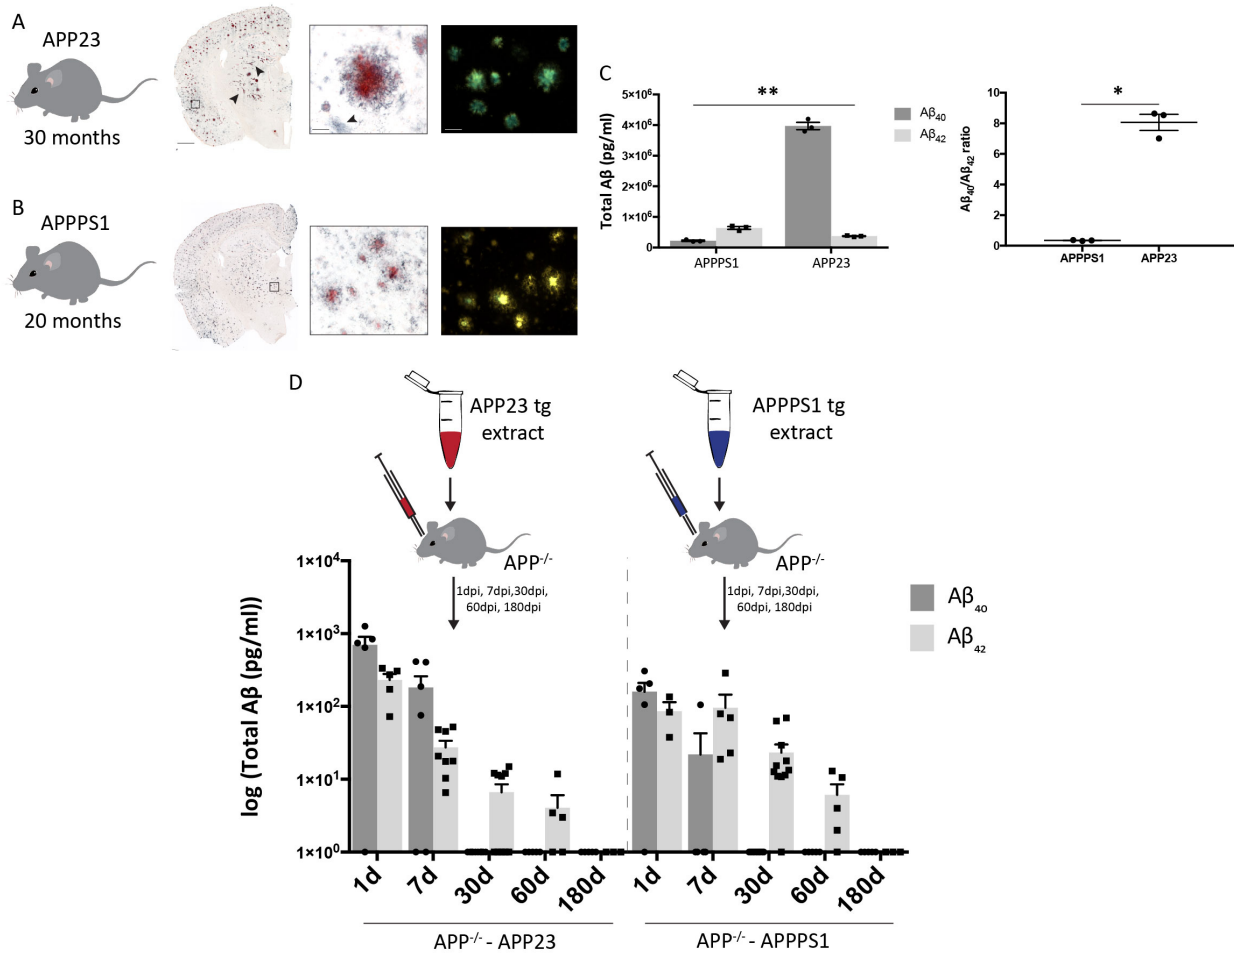 A
APP23
30 months
B
APPPS1
20 months
C
Total Aβ (pg/ml)
5×10⁶
4×10⁶
3×10⁶
2×10⁶
1×10⁶
0
**
APPPS1
APP23
Aβ₄₀
Aβ₄₂
Aβ₄₀/Aβ₄₂ ratio
10
8
6
4
2
0
*
APPPS1
APP23
D
APP23 tg
extract
APPPS1 tg
extract
APP⁻/⁻
APP⁻/⁻
1dpi, 7dpi,30dpi,
60dpi, 180dpi
1dpi, 7dpi,30dpi,
60dpi, 180dpi
log (Total Aβ (pg/ml))
1×10⁴
1×10³
1×10²
1×10¹
1×10⁰
Aβ₄₀
Aβ₄₂
1d 7d 30d 60d 180d
1d 7d 30d 60d 180d
APP⁻/⁻ - APP23
APP⁻/⁻ - APPPS1